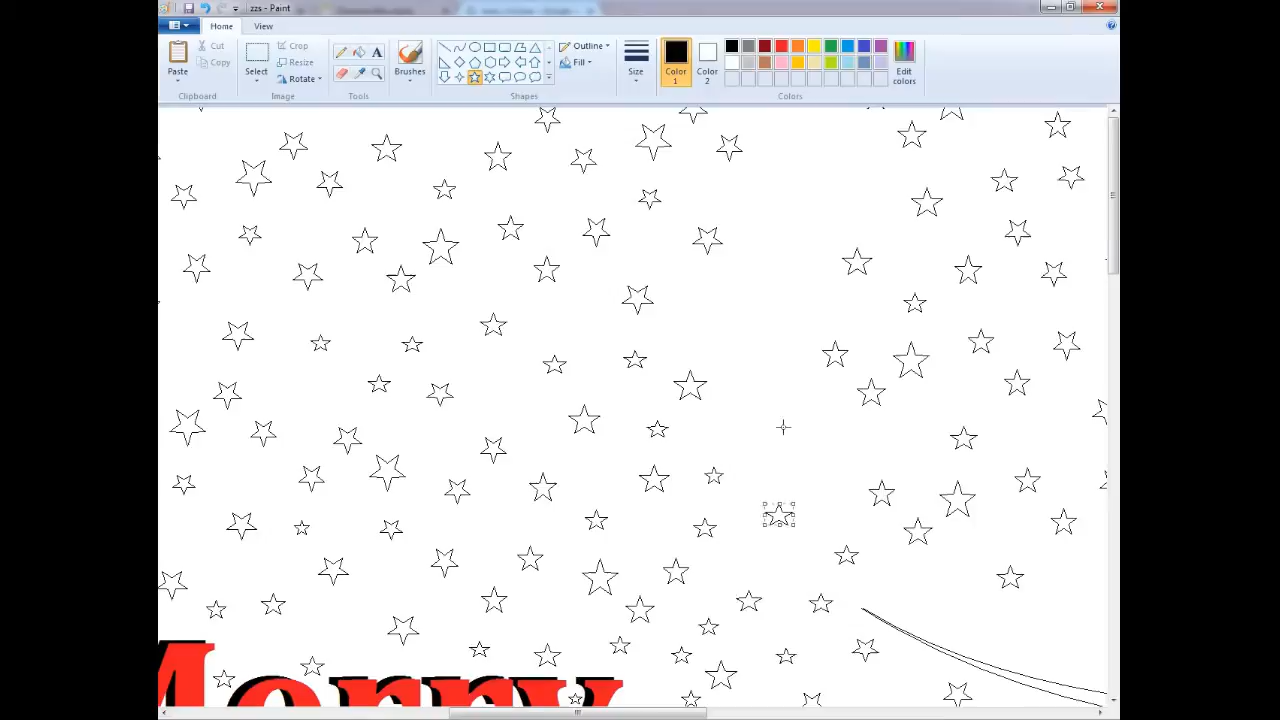 zzs - Paint
Home View
Paste Cut Copy Clipboard
Select Crop Resize Rotate Image
A Tools
Brushes
Shapes
Outline Fill
Size
Color 1 Color 2 Edit colors Colors
Merry